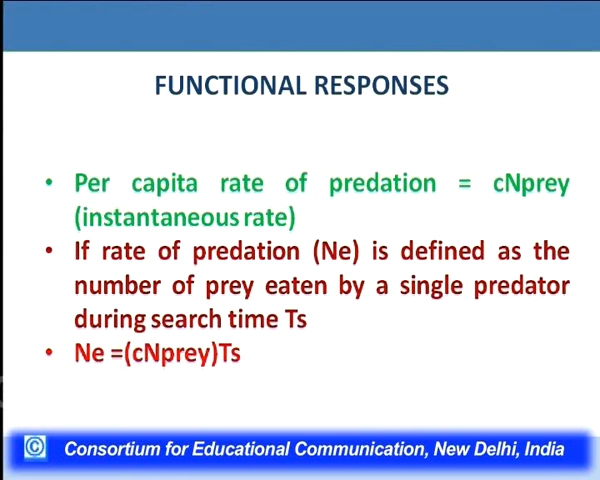 FUNCTIONAL RESPONSES
• Per capita rate of predation = cNprey
(instantaneous rate)
• If rate of predation (Ne) is defined as the
number of prey eaten by a single predator
during search time Ts
• Ne =(cNprey)Ts
© Consortium for Educational Communication, New Delhi, India